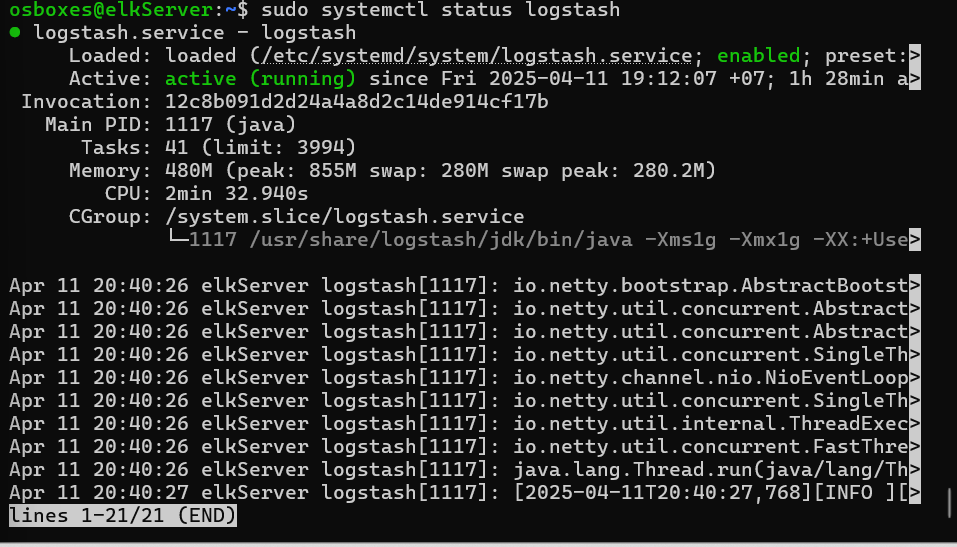 osboxes@elkServer:~$ sudo systemctl status logstash
● logstash.service - logstash
Loaded: loaded (/etc/systemd/system/logstash.service; enabled; preset:>
Active: active (running) since Fri 2025-04-11 19:12:07 +07; 1h 28min a>
Invocation: 12c8b091d2d24a4a8d2c14de914cf17b
Main PID: 1117 (java)
Tasks: 41 (limit: 3994)
Memory: 480M (peak: 855M swap: 280M swap peak: 280.2M)
CPU: 2min 32.940s
CGroup: /system.slice/logstash.service
└─1117 /usr/share/logstash/jdk/bin/java -Xms1g -Xmx1g -XX:+Use>
Apr 11 20:40:26 elkServer logstash[1117]: io.netty.bootstrap.AbstractBootst>
Apr 11 20:40:26 elkServer logstash[1117]: io.netty.util.concurrent.Abstract>
Apr 11 20:40:26 elkServer logstash[1117]: io.netty.util.concurrent.Abstract>
Apr 11 20:40:26 elkServer logstash[1117]: io.netty.util.concurrent.SingleTh>
Apr 11 20:40:26 elkServer logstash[1117]: io.netty.channel.nio.NioEventLoop>
Apr 11 20:40:26 elkServer logstash[1117]: io.netty.util.concurrent.SingleTh>
Apr 11 20:40:26 elkServer logstash[1117]: io.netty.util.internal.ThreadExec>
Apr 11 20:40:26 elkServer logstash[1117]: io.netty.util.concurrent.FastThre>
Apr 11 20:40:26 elkServer logstash[1117]: java.lang.Thread.run(java/lang/Th>
Apr 11 20:40:27 elkServer logstash[1117]: [2025-04-11T20:40:27,768][INFO ][>
lines 1-21/21 (END)